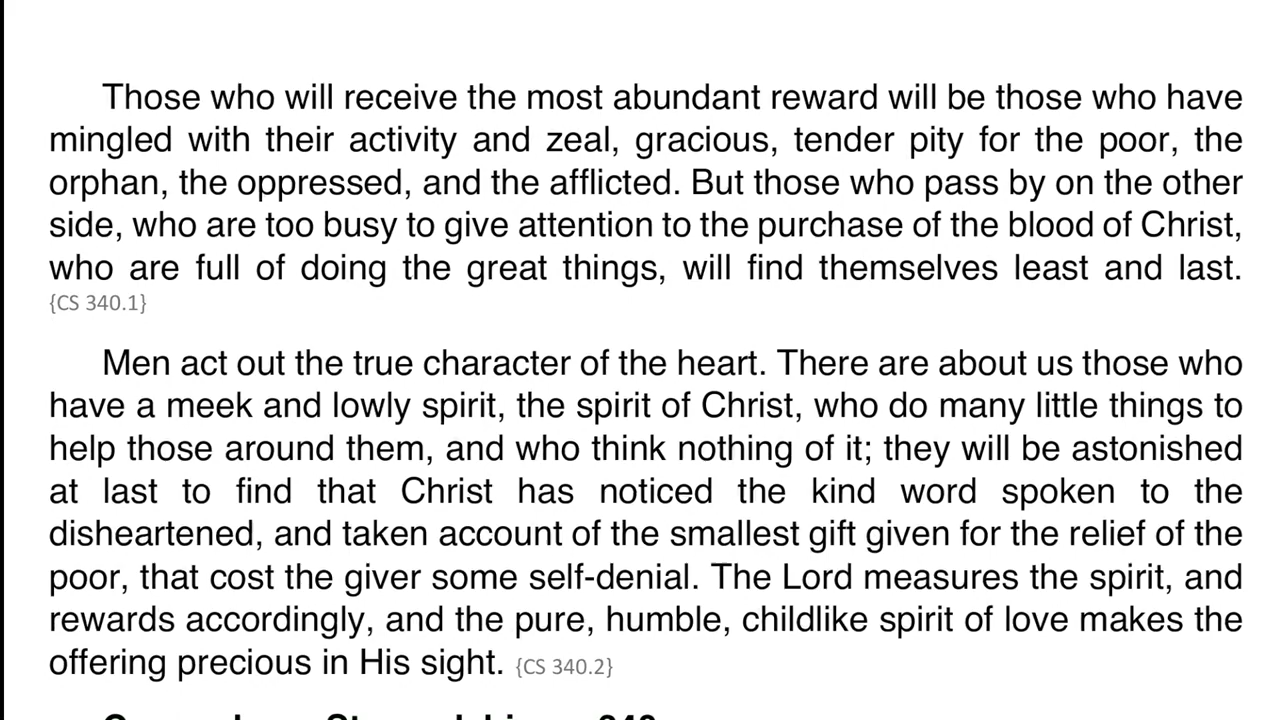 Those who will receive the most abundant reward will be those who have
mingled with their activity and zeal, gracious, tender pity for the poor, the
orphan, the oppressed, and the afflicted. But those who pass by on the other
side, who are too busy to give attention to the purchase of the blood of Christ,
who are full of doing the great things, will find themselves least and last.
{CS 340.1}
Men act out the true character of the heart. There are about us those who
have a meek and lowly spirit, the spirit of Christ, who do many little things to
help those around them, and who think nothing of it; they will be astonished
at last to find that Christ has noticed the kind word spoken to the
disheartened, and taken account of the smallest gift given for the relief of the
poor, that cost the giver some self-denial. The Lord measures the spirit, and
rewards accordingly, and the pure, humble, childlike spirit of love makes the
offering precious in His sight. {CS 340.2}